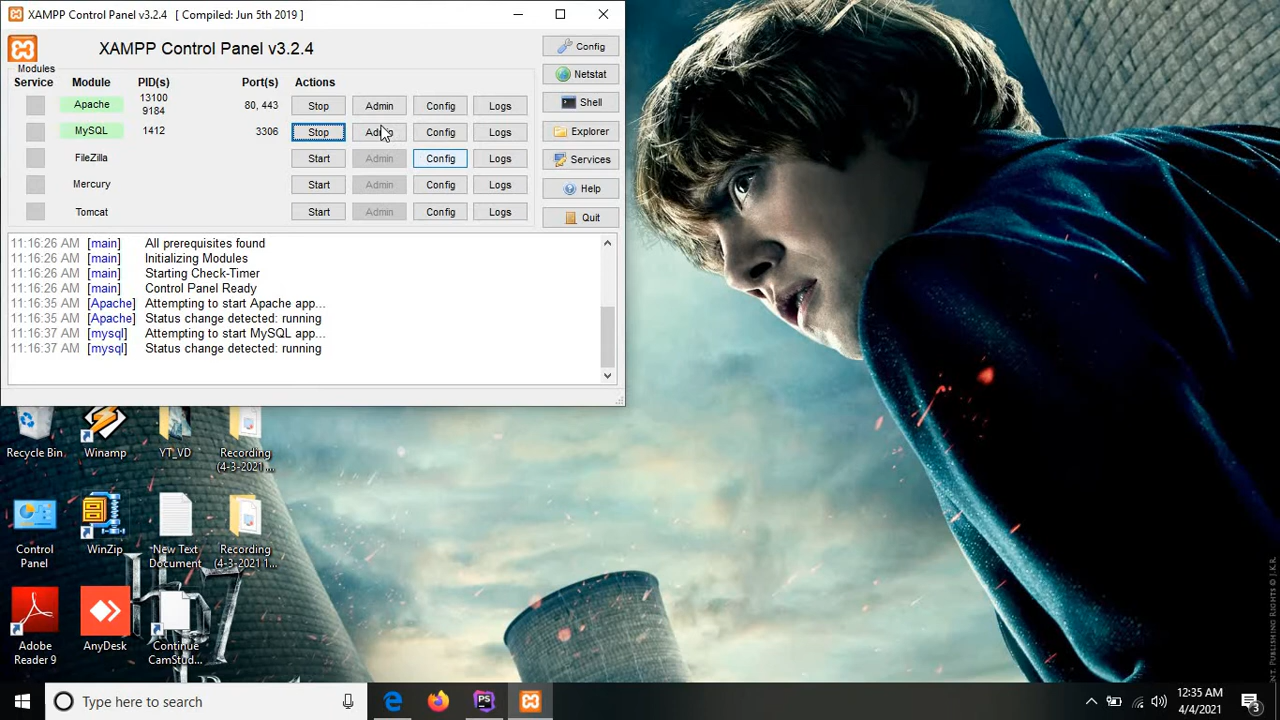 XAMPP Control Panel v3.2.4 [ Compiled: Jun 5th 2019 ]
XAMPP Control Panel v3.2.4
Config
Modules
Service Module PID(s) Port(s) Actions
Netstat
Apache 13100 9184 80, 443 Stop Admin Config Logs
Shell
MySQL 1412 3306 Stop Config Logs
Explorer
FileZilla Start Admin Config Logs
Services
Mercury Start Admin Config Logs
Help
Tomcat Start Admin Config Logs
Quit
11:16:26 AM [main] All prerequisites found
11:16:26 AM [main] Initializing Modules
11:16:26 AM [main] Starting Check-Timer
11:16:26 AM [main] Control Panel Ready
11:16:35 AM [Apache] Attempting to start Apache app...
11:16:35 AM [Apache] Status change detected: running
11:16:37 AM [mysql] Attempting to start MySQL app...
11:16:37 AM [mysql] Status change detected: running
Recycle Bin
Winamp
YT_VD
Recording
(4-3-2021 ...
Control
Panel
WinZip
New Text
Document
Recording
(4-3-2021 1...
Adobe
Reader 9
AnyDesk
Continue
CamStud...
ENT. PUBLISHING RIGHTS © J.K.R.
PS
Type here to search
12:35 AM
4/4/2021
3